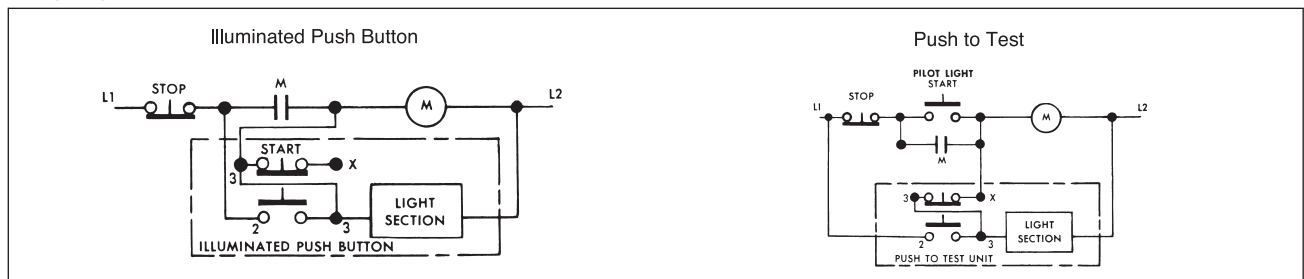 Illuminated Push Button
L1
STOP
M
M
L2
START
3
X
2
3
LIGHT
SECTION
ILLUMINATED PUSH BUTTON
Push to Test
PILOT LIGHT
START
L1
STOP
M
L2
M
3
X
2
3
LIGHT
SECTION
PUSH TO TEST UNIT